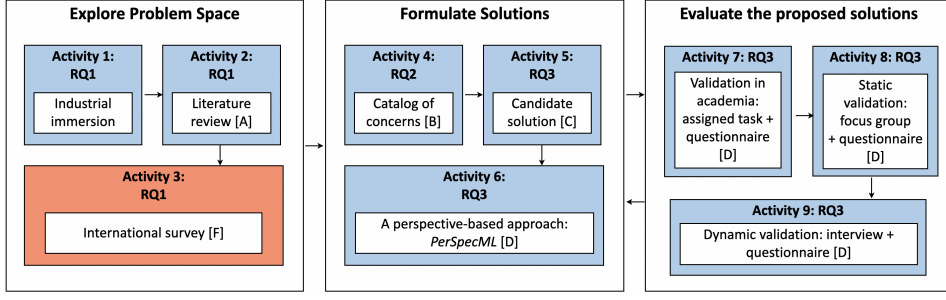 Explore Problem Space
Activity 1:
RQ1
Industrial
immersion
Activity 2:
RQ1
Literature
review [A]
Activity 3:
RQ1
International survey [F]
Formulate Solutions
Activity 4:
RQ2
Catalog of
concerns [B]
Activity 5:
RQ3
Candidate
solution [C]
Activity 6:
RQ3
A perspective-based approach:
PerSpecML [D]
Evaluate the proposed solutions
Activity 7: RQ3
Validation in
academia:
assigned task +
questionnaire
[D]
Activity 8: RQ3
Static
validation:
focus group
+ questionnaire
[D]
Activity 9: RQ3
Dynamic validation: interview +
questionnaire [D]